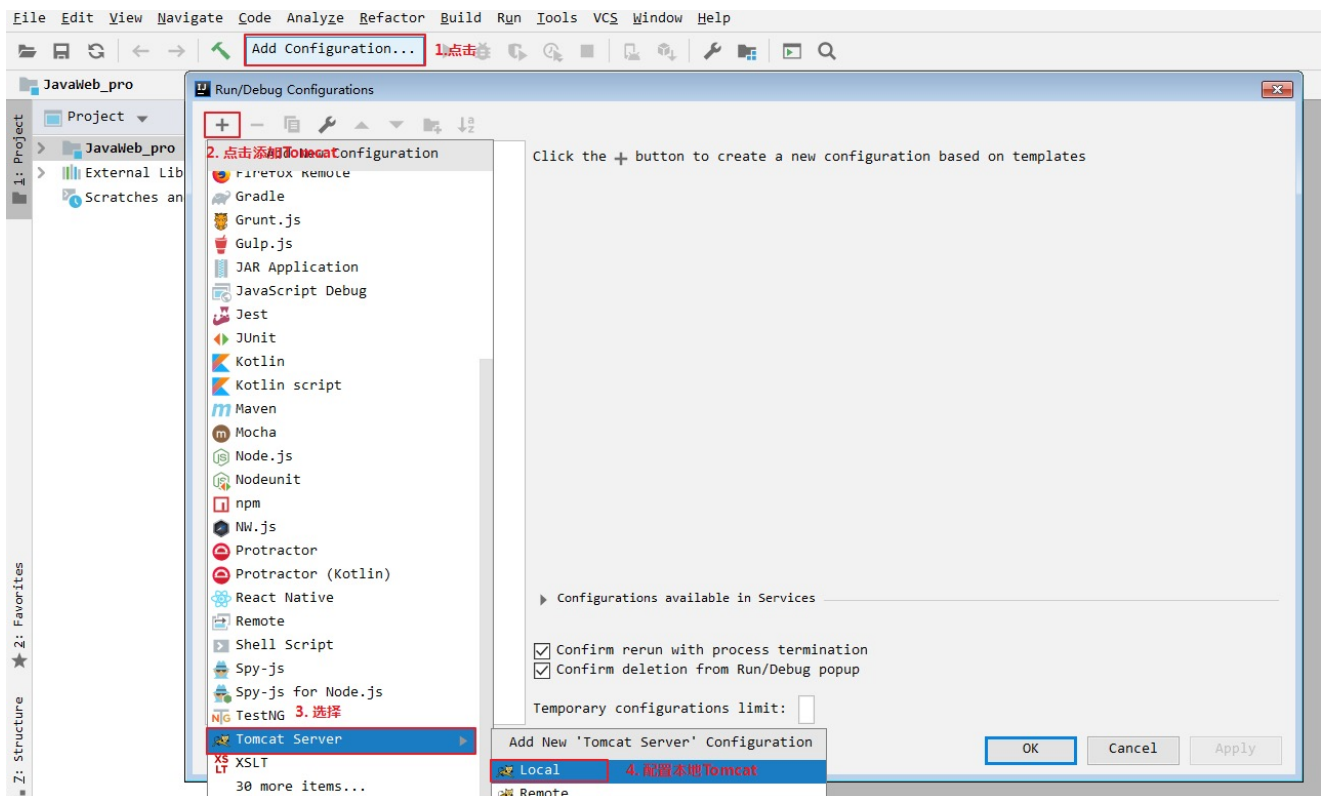 File Edit View Navigate Code Analyze Refactor Build Run Tools VCS Window Help
Add Configuration... 1.点击
JavaWeb_pro
Run/Debug Configurations
1: Project
Project
JavaWeb_pro
External Lib
Scratches an
2. 点击添加Tomcat
Add New Configuration
Click the + button to create a new configuration based on templates
Firefox Remote
Gradle
Grunt.js
Gulp.js
JAR Application
JavaScript Debug
Jest
JUnit
Kotlin
Kotlin script
Maven
Mocha
Node.js
Nodeunit
npm
NW.js
Protractor
Protractor (Kotlin)
React Native
Remote
Shell Script
Spy-js
Spy-js for Node.js
TestNG 3. 选择
Tomcat Server
XSLT
30 more items...
Configurations available in Services
Confirm rerun with process termination
Confirm deletion from Run/Debug popup
Temporary configurations limit:
Add New 'Tomcat Server' Configuration
Local 4. 配置本地Tomcat
Remote
OK Cancel Apply
2: Favorites
Z: Structure